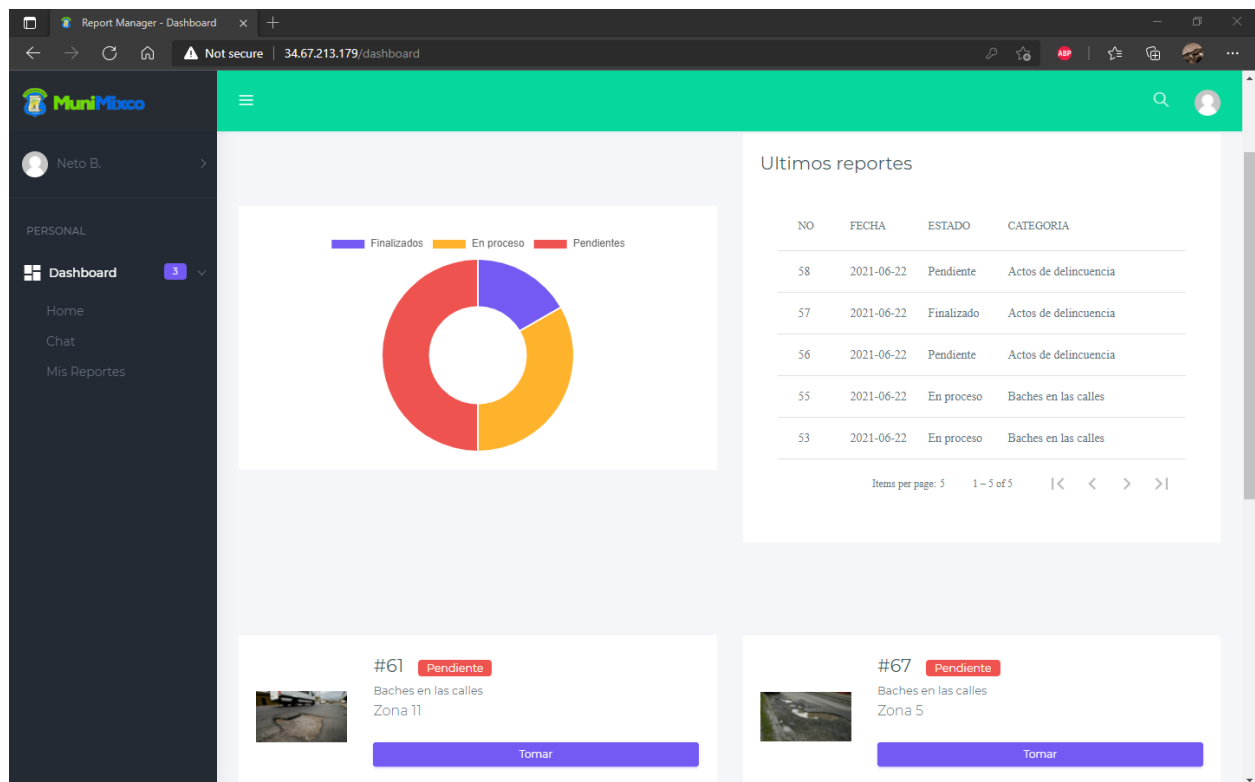 Report Manager - Dashboard
Not secure | 34.67.213.179/dashboard
ABP
MuniMixco
Neto B.
PERSONAL
Dashboard 3
Home
Chat
Mis Reportes
Finalizados En proceso Pendientes
Ultimos reportes
NO FECHA ESTADO CATEGORIA
58 2021-06-22 Pendiente Actos de delincuencia
57 2021-06-22 Finalizado Actos de delincuencia
56 2021-06-22 Pendiente Actos de delincuencia
55 2021-06-22 En proceso Baches en las calles
53 2021-06-22 En proceso Baches en las calles
Items per page: 5 1 – 5 of 5
#61 Pendiente
Baches en las calles
Zona 11
Tomar
#67 Pendiente
Baches en las calles
Zona 5
Tomar